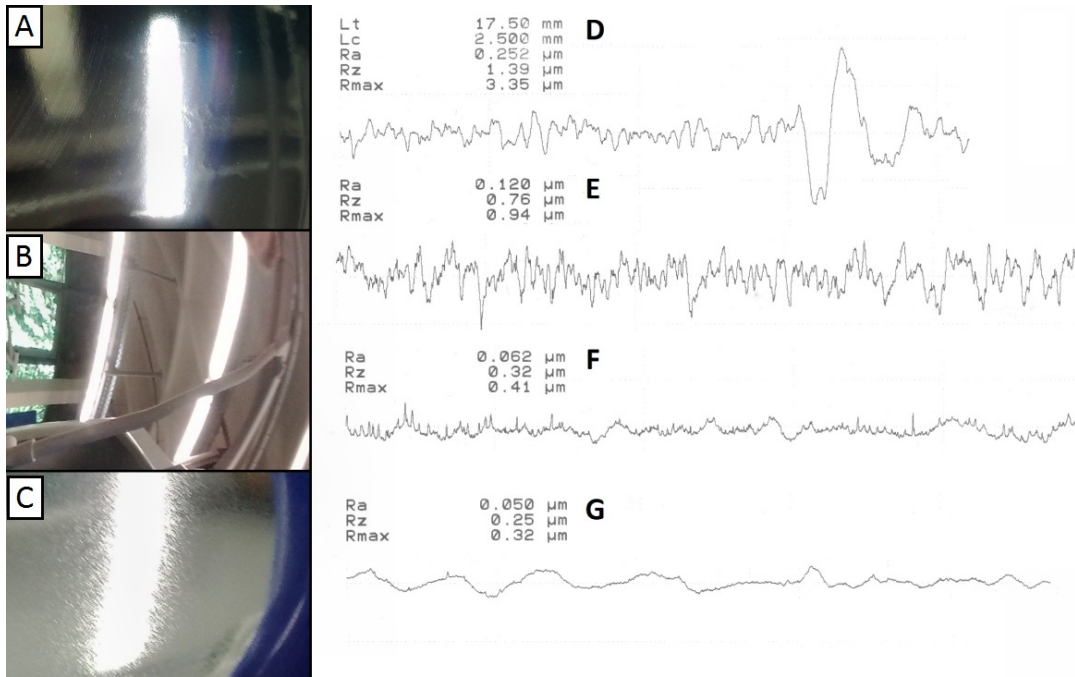 A
B
C
Lt 17.50 mm
Lc 2.500 mm
Ra 0.252 µm
Rz 1.39 µm
Rmax 3.35 µm
D
Ra 0.120 µm
Rz 0.76 µm
Rmax 0.94 µm
E
Ra 0.062 µm
Rz 0.32 µm
Rmax 0.41 µm
F
Ra 0.050 µm
Rz 0.25 µm
Rmax 0.32 µm
G